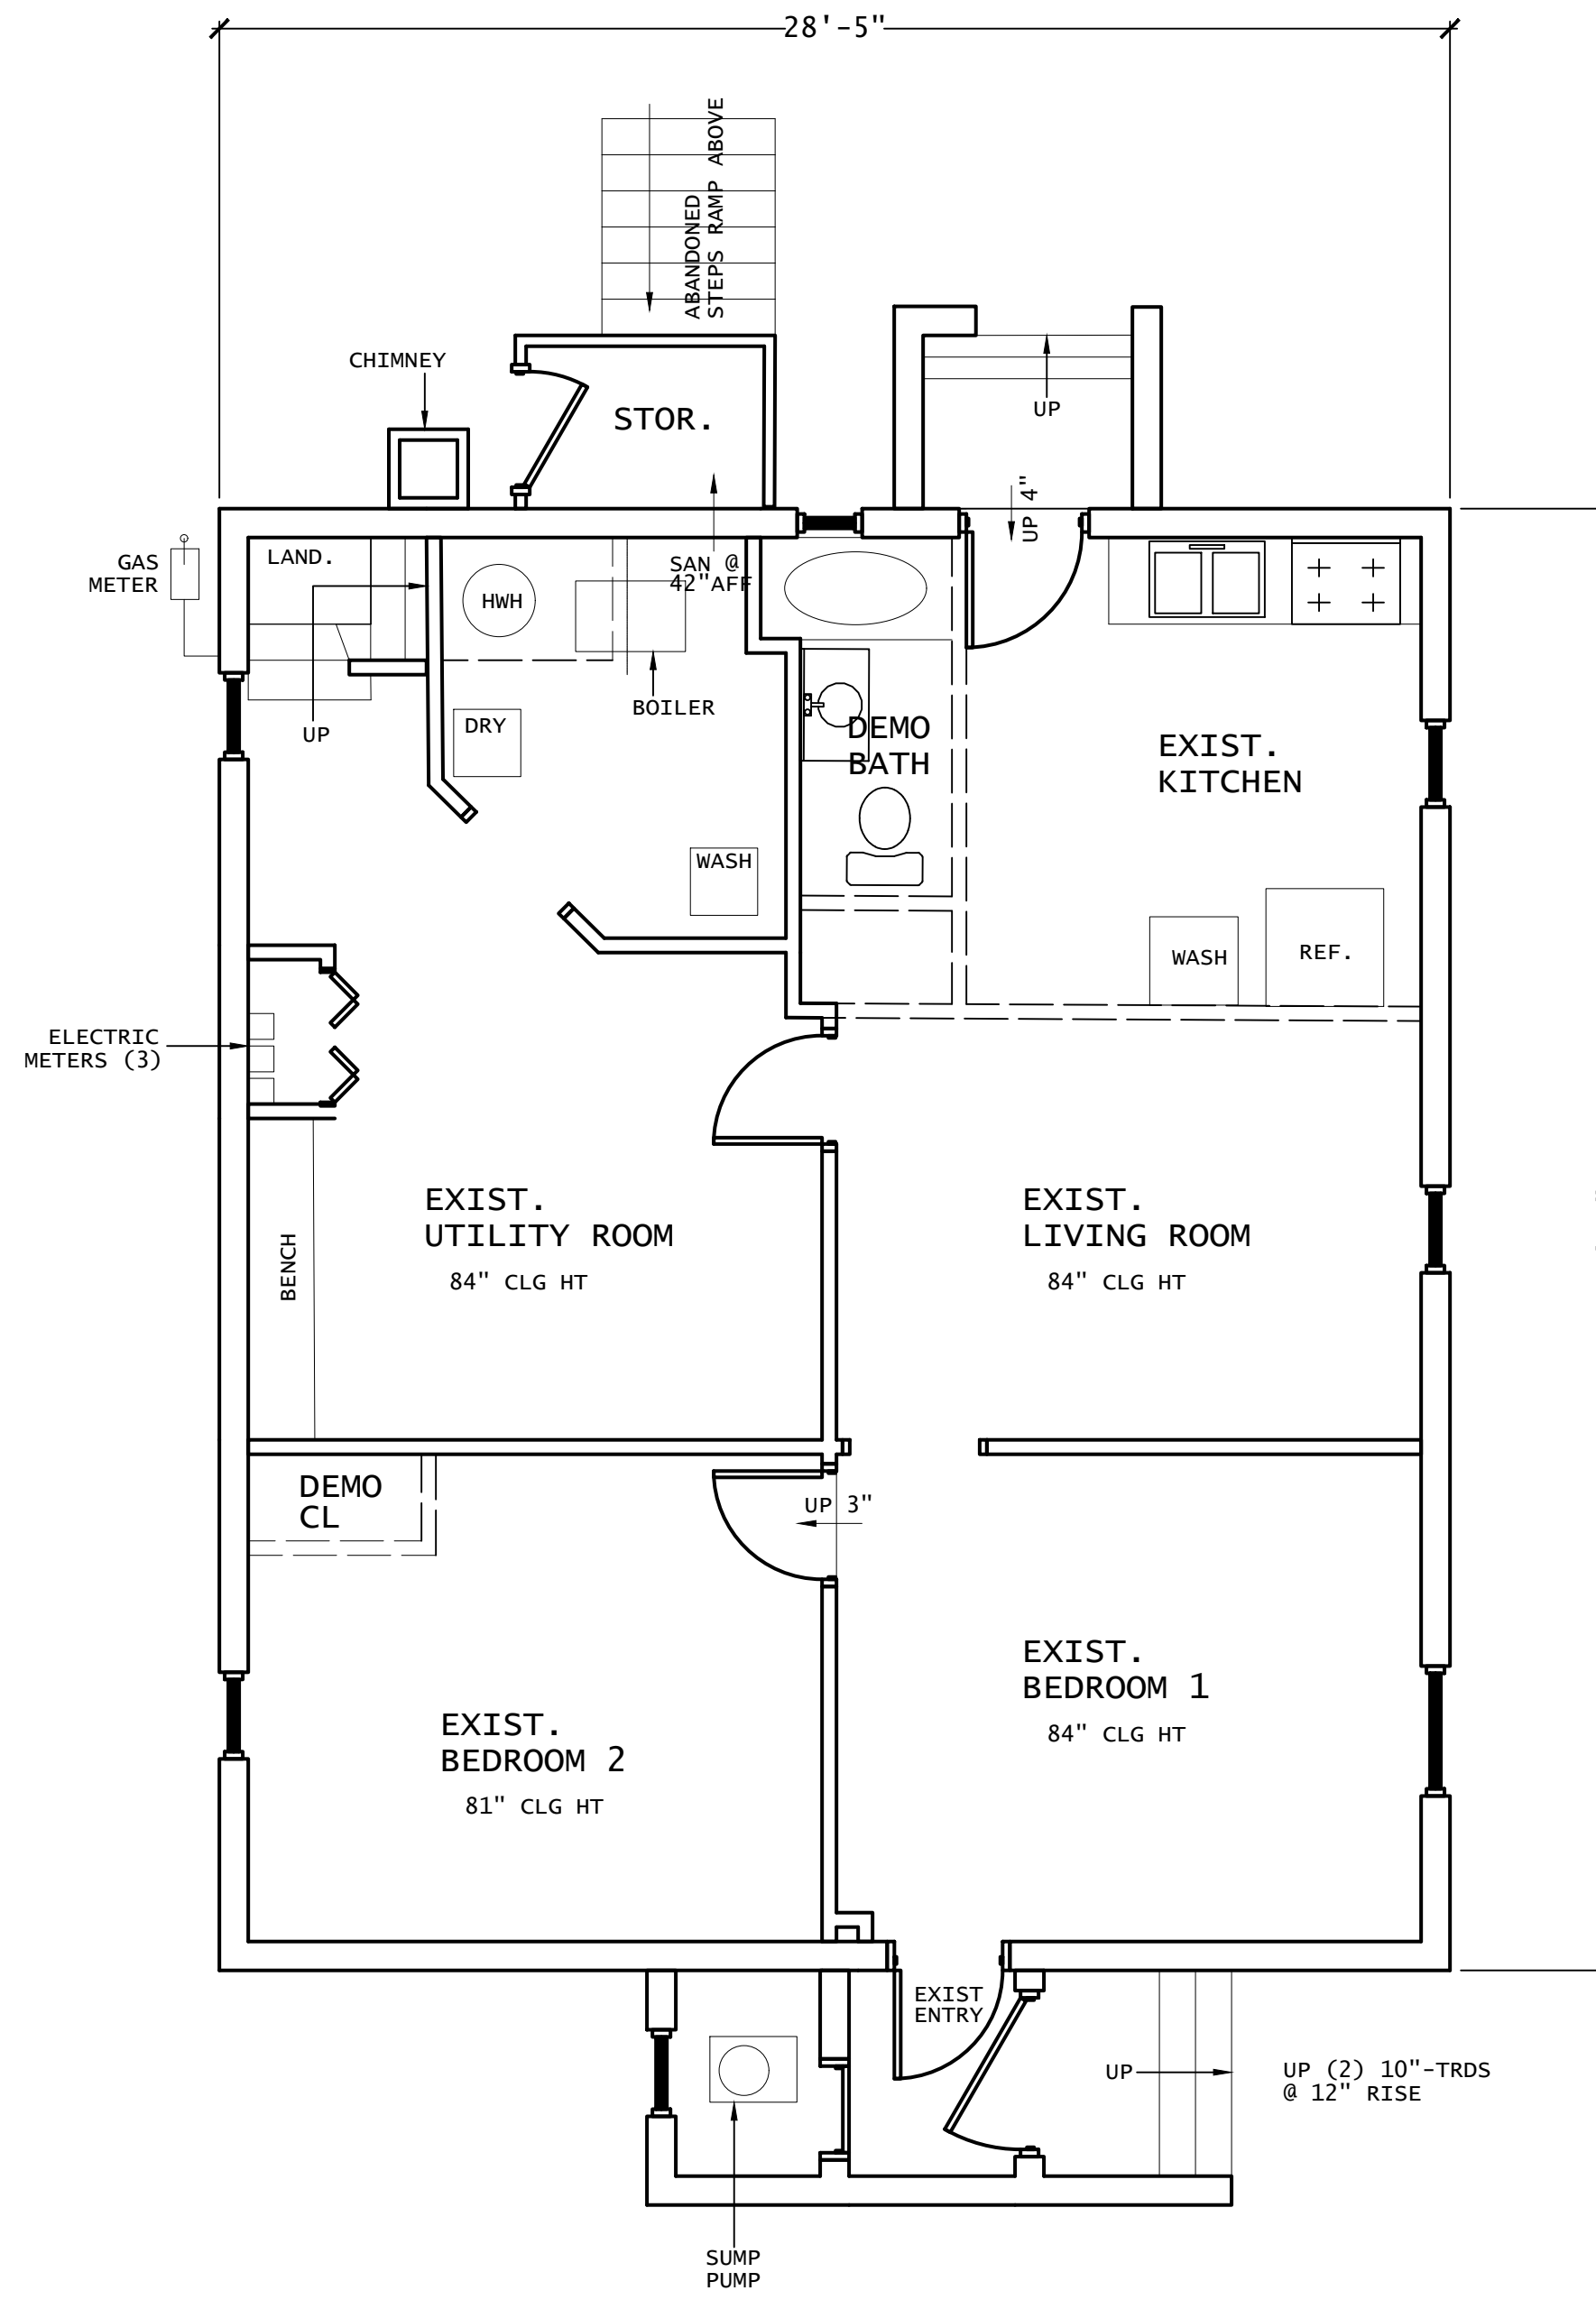 28'-5"
ABANDONED
STEPS RAMP ABOVE
CHIMNEY
STOR.
UP
UP 4"
GAS
METER
LAND.
HWH
SAN @
42"AFF
BOILER
UP
DRY
DEMO
BATH
EXIST.
KITCHEN
WASH
WASH
REF.
ELECTRIC
METERS (3)
EXIST.
UTILITY ROOM
84" CLG HT
BENCH
EXIST.
LIVING ROOM
84" CLG HT
DEMO
CL
UP 3"
EXIST.
BEDROOM 1
84" CLG HT
EXIST.
BEDROOM 2
81" CLG HT
EXIST
ENTRY
UP
UP (2) 10"-TRDS
@ 12" RISE
SUMP
PUMP